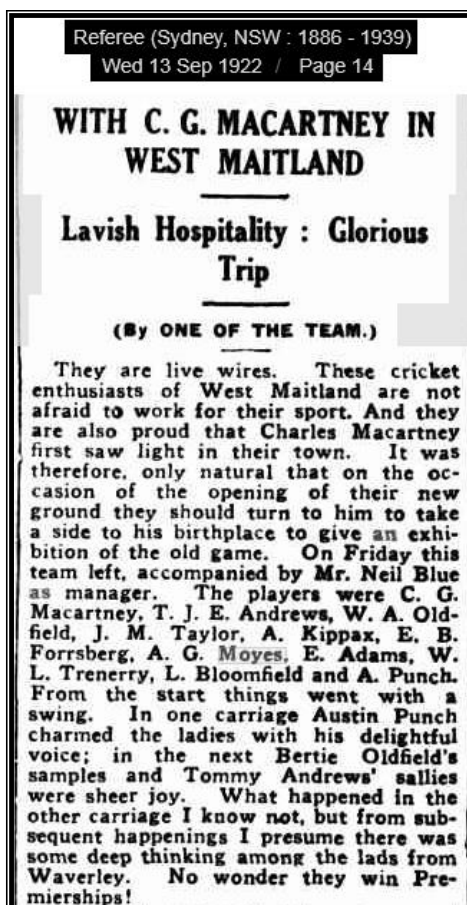 Referee (Sydney, NSW : 1886 - 1939)
Wed 13 Sep 1922 / Page 14
WITH C. G. MACARTNEY IN
WEST MAITLAND
Lavish Hospitality : Glorious
Trip
(By ONE OF THE TEAM.)
They are live wires. These cricket
enthusiasts of West Maitland are not
afraid to work for their sport. And they
are also proud that Charles Macartney
first saw light in their town. It was
therefore, only natural that on the oc-
casion of the opening of their new
ground they should turn to him to take
a side to his birthplace to give an exhi-
bition of the old game. On Friday this
team left, accompanied by Mr. Neil Blue
as manager. The players were C. G.
Macartney, T. J. E. Andrews, W. A. Old-
field, J. M. Taylor, A. Kippax, E. B.
Forrsberg, A. G. Moyes, E. Adams, W.
L. Trenerry, L. Bloomfield and A. Punch.
From the start things went with a
swing. In one carriage Austin Punch
charmed the ladies with his delightful
voice; in the next Bertie Oldfield's
samples and Tommy Andrews' sallies
were sheer joy. What happened in the
other carriage I know not, but from sub-
sequent happenings I presume there was
some deep thinking among the lads from
Waverley. No wonder they win Pre-
mierships!